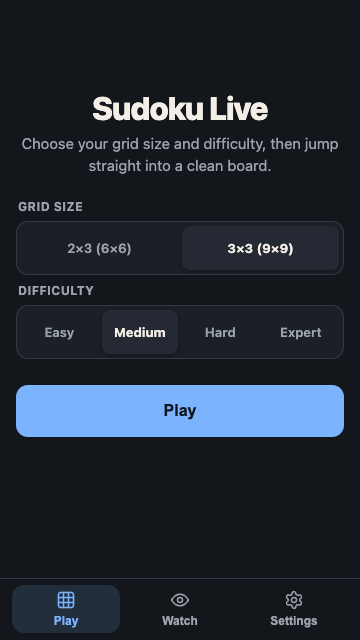 Sudoku Live
Choose your grid size and difficulty, then jump
straight into a clean board.
GRID SIZE
2×3 (6×6)
3×3 (9×9)
DIFFICULTY
Easy
Medium
Hard
Expert
Play
Play
Watch
Settings